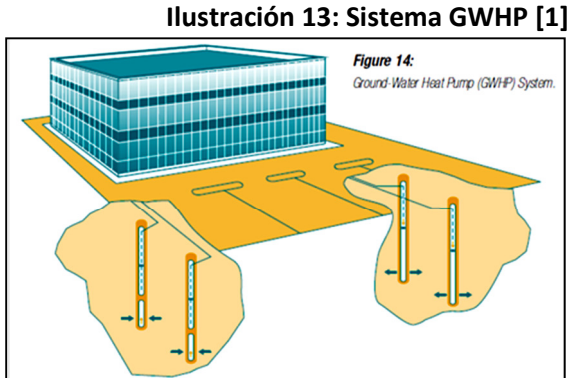 Ilustración 13: Sistema GWHP [1]
Figure 14:
Ground-Water Heat Pump (GWHP) System.